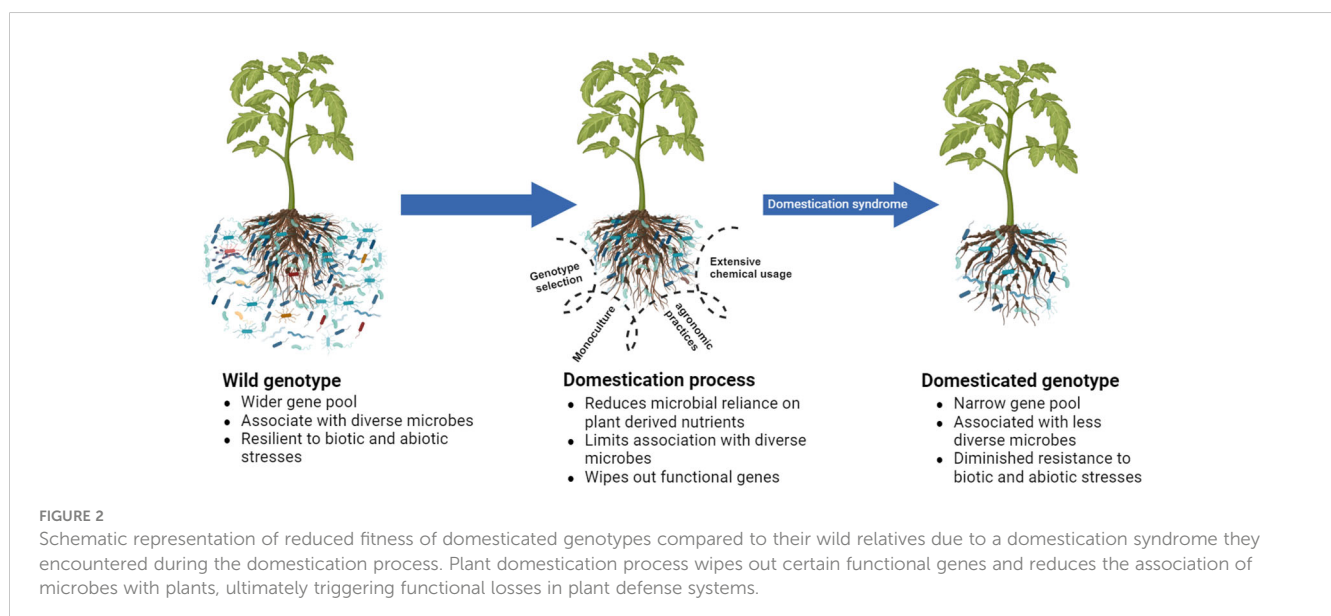 Domestication syndrome
Genotype
selection
Extensive
chemical usage
Monoculture
agronomic
practices
Wild genotype
• Wider gene pool
• Associate with diverse microbes
• Resilient to biotic and abiotic
stresses
Domestication process
• Reduces microbial reliance on
plant derived nutrients
• Limits association with diverse
microbes
• Wipes out functional genes
Domesticated genotype
• Narrow gene pool
• Associated with less
diverse microbes
• Diminished resistance to
biotic and abiotic stresses
FIGURE 2
Schematic representation of reduced fitness of domesticated genotypes compared to their wild relatives due to a domestication syndrome they
encountered during the domestication process. Plant domestication process wipes out certain functional genes and reduces the association of
microbes with plants, ultimately triggering functional losses in plant defense systems.